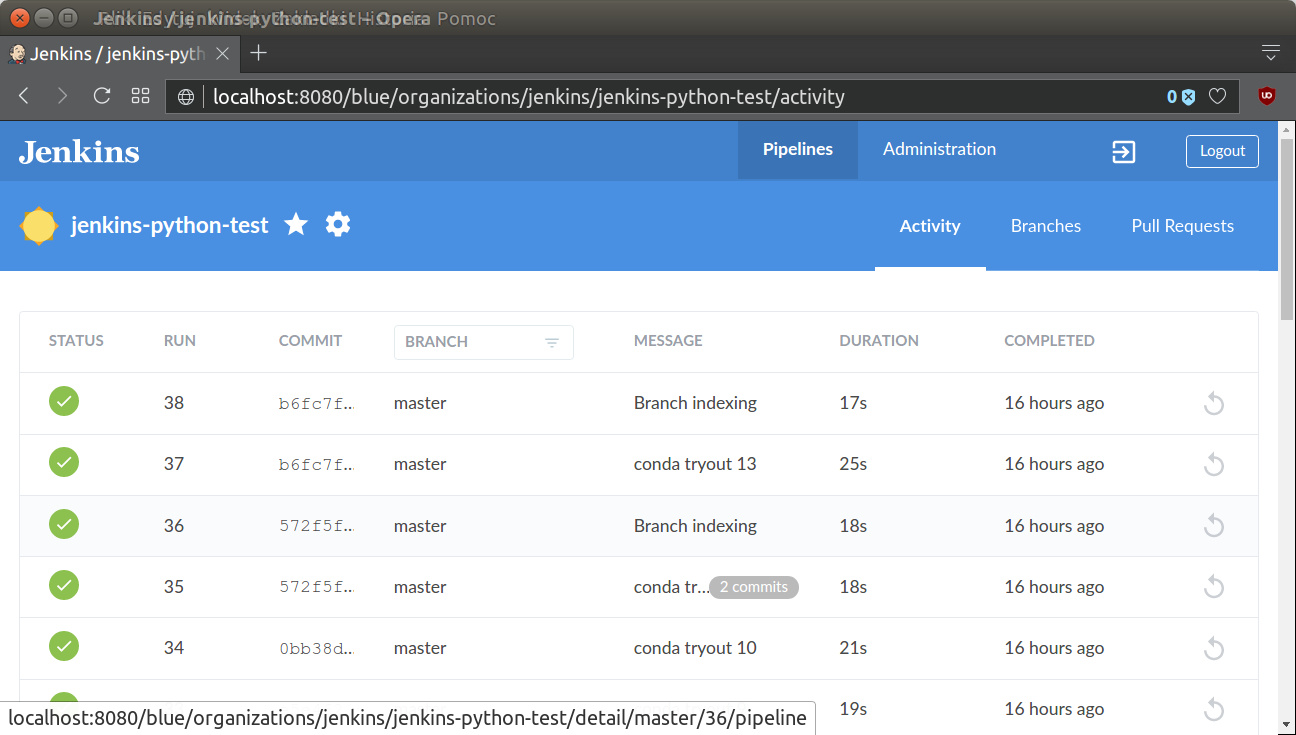 Jenkins / jenkins-python-test - Opera Pomoc
Jenkins / jenkins-pyth
localhost:8080/blue/organizations/jenkins/jenkins-python-test/activity 0
Jenkins Pipelines Administration Logout
jenkins-python-test Activity Branches Pull Requests
STATUS RUN COMMIT BRANCH MESSAGE DURATION COMPLETED
38 b6fc7f… master Branch indexing 17s 16 hours ago
37 b6fc7f… master conda tryout 13 25s 16 hours ago
36 572f5f… master Branch indexing 18s 16 hours ago
35 572f5f… master conda tr… 2 commits 18s 16 hours ago
34 0bb38d… master conda tryout 10 21s 16 hours ago
19s 16 hours ago
localhost:8080/blue/organizations/jenkins/jenkins-python-test/detail/master/36/pipeline